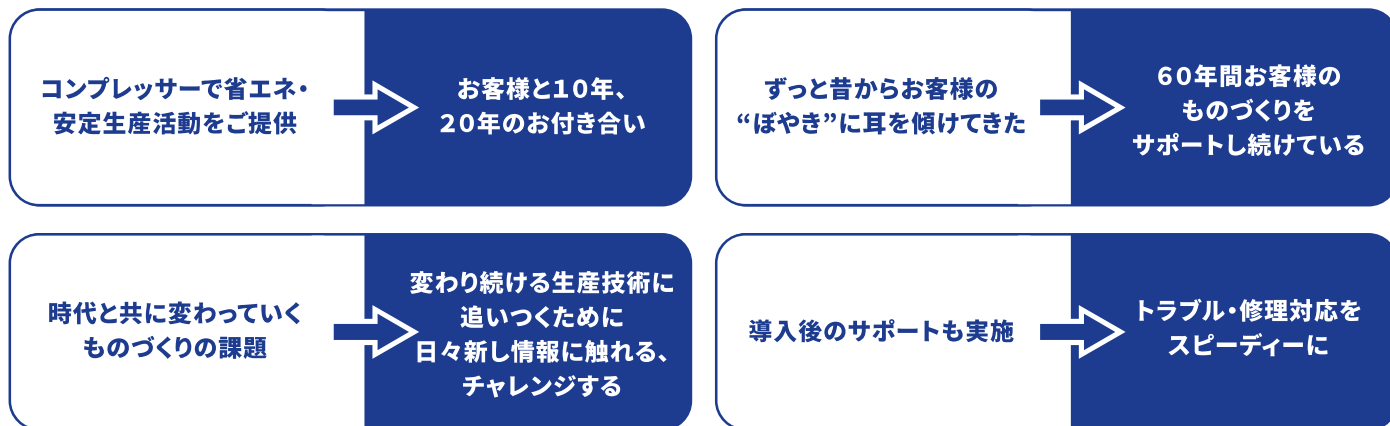 コンプレッサーで省エネ・
安定生産活動をご提供
お客様と１０年、
２０年のお付き合い
ずっと昔からお客様の
“ぼやき”に耳を傾けてきた
６０年間お客様の
ものづくりを
サポートし続けている
時代と共に変わっていく
ものづくりの課題
変わり続ける生産技術に
追いつくために
日々新し情報に触れる、
チャレンジする
導入後のサポートも実施
トラブル・修理対応を
スピーディーに